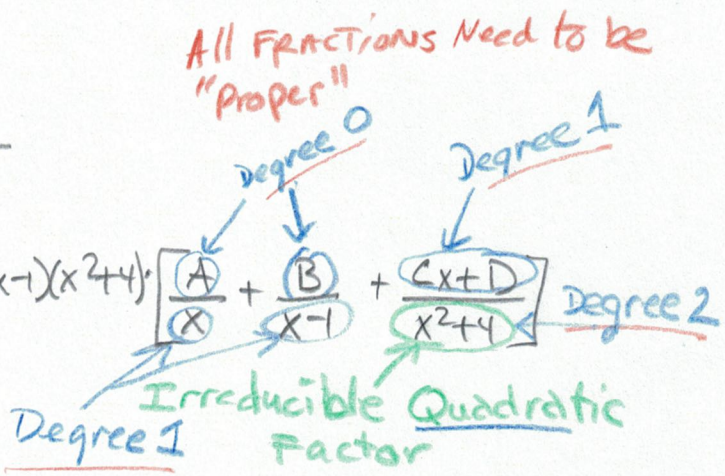 All FRACTIONS Need to be
"Proper"
Degree 0
Degree 1
x-1)(x²+4)·[A/x + B/(x-1) + (Cx+D)/(x²+4)]
Degree 2
Irreducible Quadratic
Factor
Degree 1